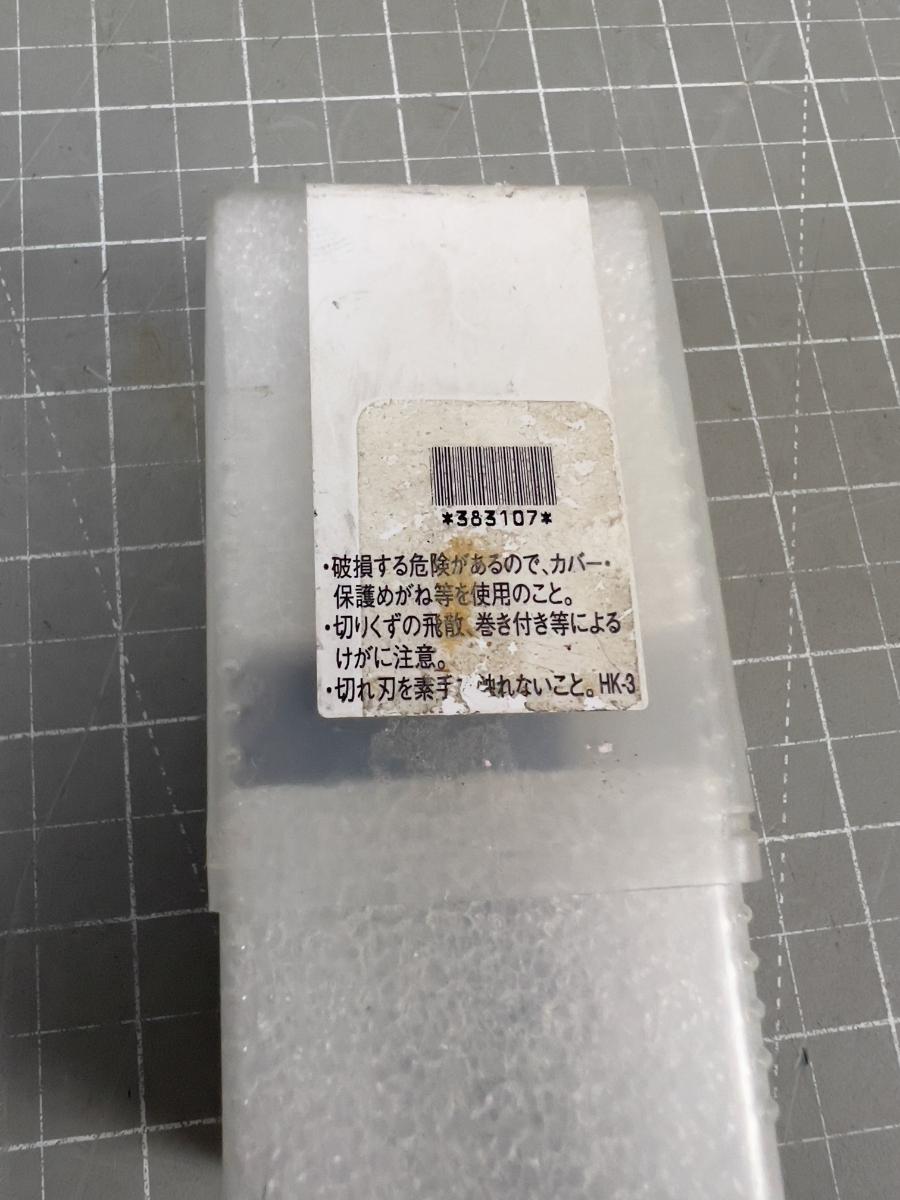 *383107*
・破損する危険があるので、カバー・
保護めがね等を使用のこと。
・切りくずの飛散、巻き付き等による
けがに注意。
・切れ刃を素手 れないこと。HK-3